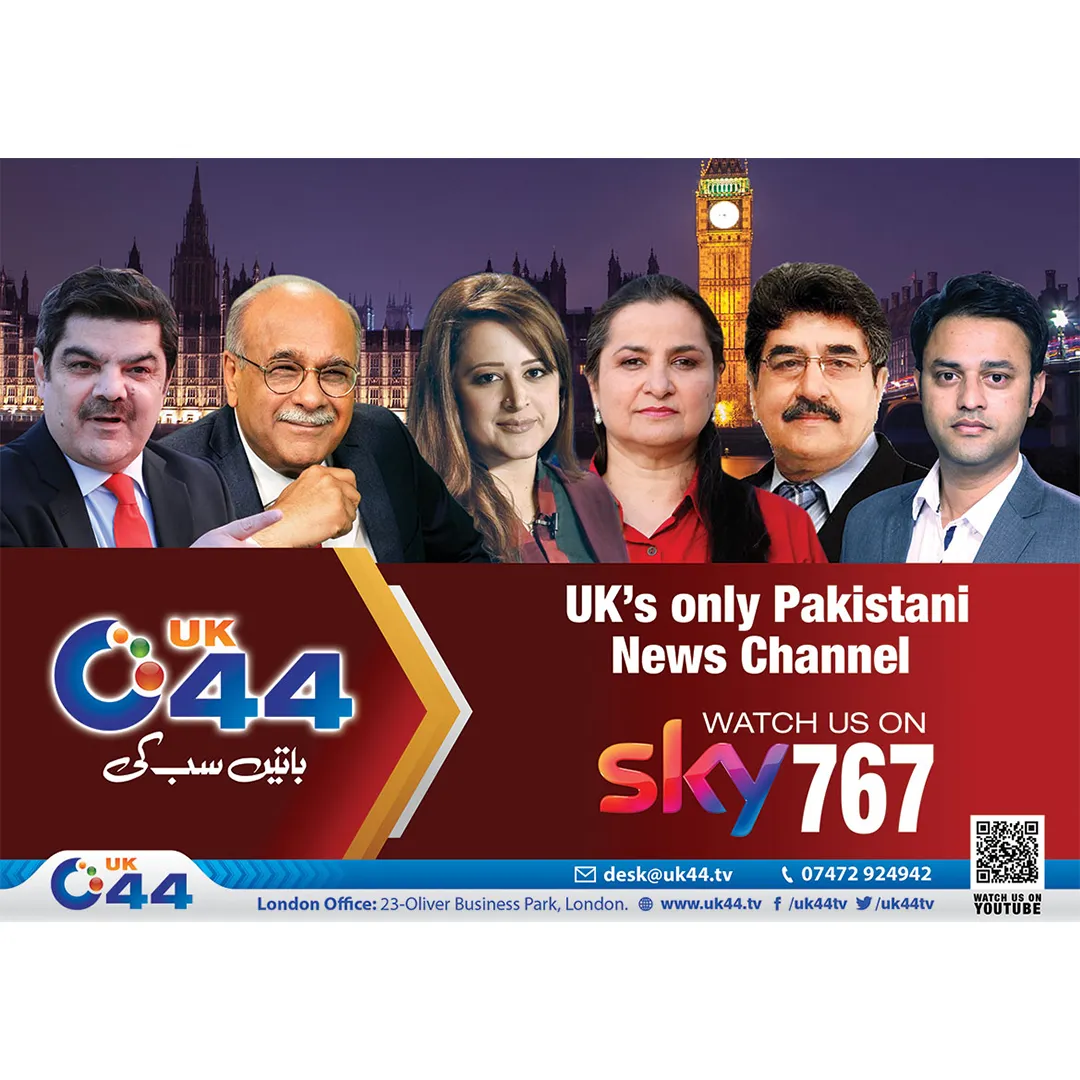 UK
44
باتیں سب کی
UK's only Pakistani
News Channel
WATCH US ON
sky 767
desk@uk44.tv 07472 924942
UK
44
London Office: 23-Oliver Business Park, London. www.uk44.tv /uk44tv /uk44tv
WATCH US ON
YOUTUBE